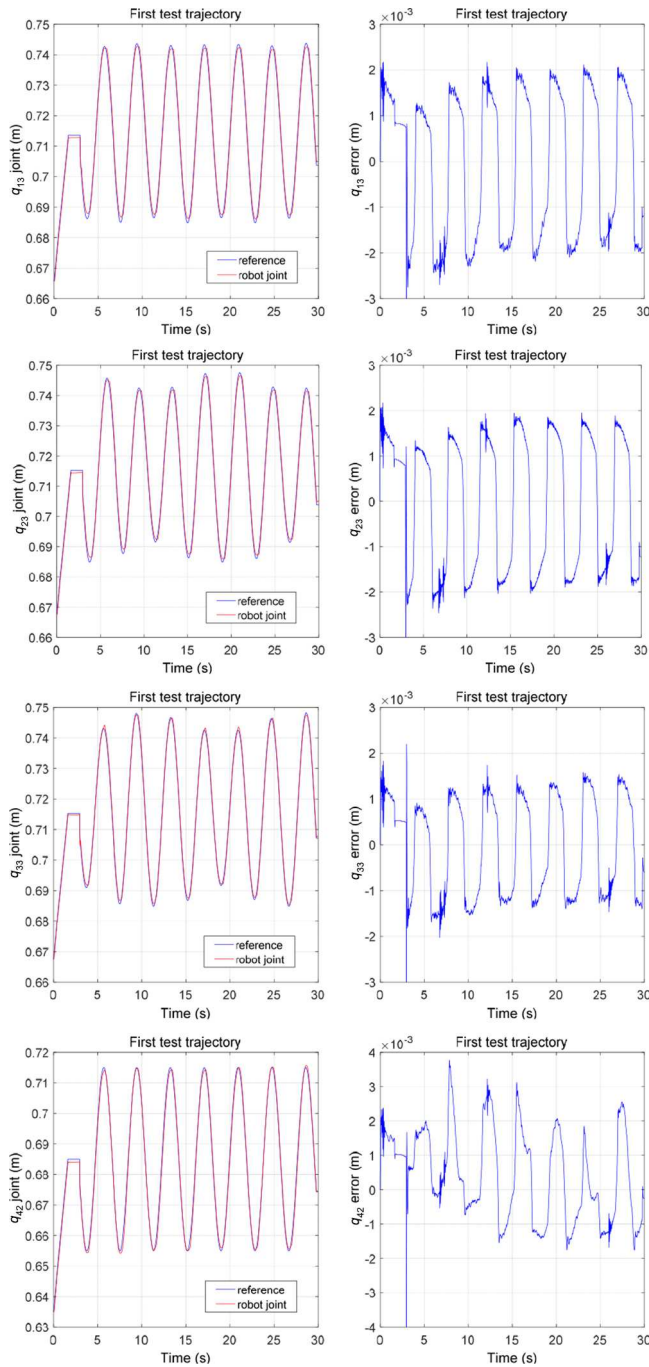 First test trajectory
0.75
0.74
0.73
0.72
0.71
0.7
0.69
0.68
0.67
0.66
q13 joint (m)
reference
robot joint
0 5 10 15 20 25 30
Time (s)
First test trajectory
×10-3
3
2
1
0
-1
-2
-3
q13 error (m)
0 5 10 15 20 25 30
Time (s)
First test trajectory
0.75
0.74
0.73
0.72
0.71
0.7
0.69
0.68
0.67
0.66
q23 joint (m)
reference
robot joint
0 5 10 15 20 25 30
Time (s)
First test trajectory
×10-3
3
2
1
0
-1
-2
-3
q23 error (m)
0 5 10 15 20 25 30
Time (s)
First test trajectory
0.75
0.74
0.73
0.72
0.71
0.7
0.69
0.68
0.67
0.66
q33 joint (m)
reference
robot joint
0 5 10 15 20 25 30
Time (s)
First test trajectory
×10-3
3
2
1
0
-1
-2
-3
q33 error (m)
0 5 10 15 20 25 30
Time (s)
First test trajectory
0.72
0.71
0.7
0.69
0.68
0.67
0.66
0.65
0.64
0.63
q42 joint (m)
reference
robot joint
0 5 10 15 20 25 30
Time (s)
First test trajectory
×10-3
4
3
2
1
0
-1
-2
-3
-4
q42 error (m)
0 5 10 15 20 25 30
Time (s)